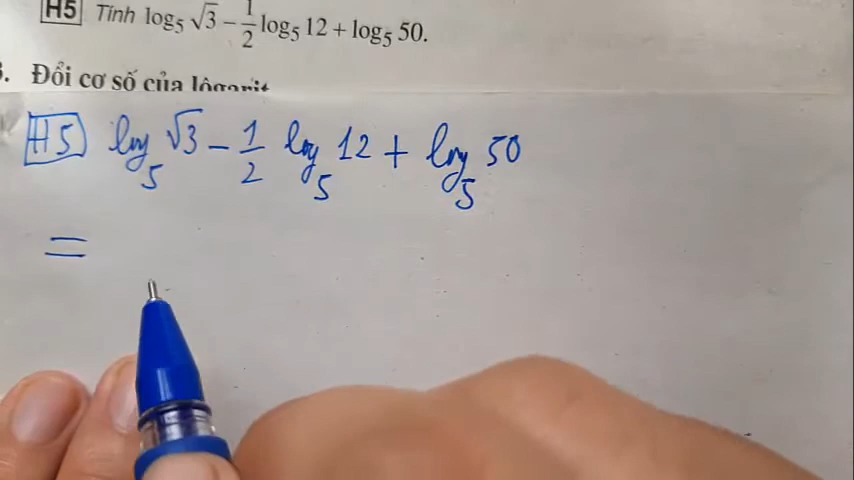 H5 Tính log₅ √3 − 1/2 log₅ 12 + log₅ 50.
3. Đổi cơ số của lôgarit
H5 log₅ √3 − 1/2 log₅ 12 + log₅ 50
=